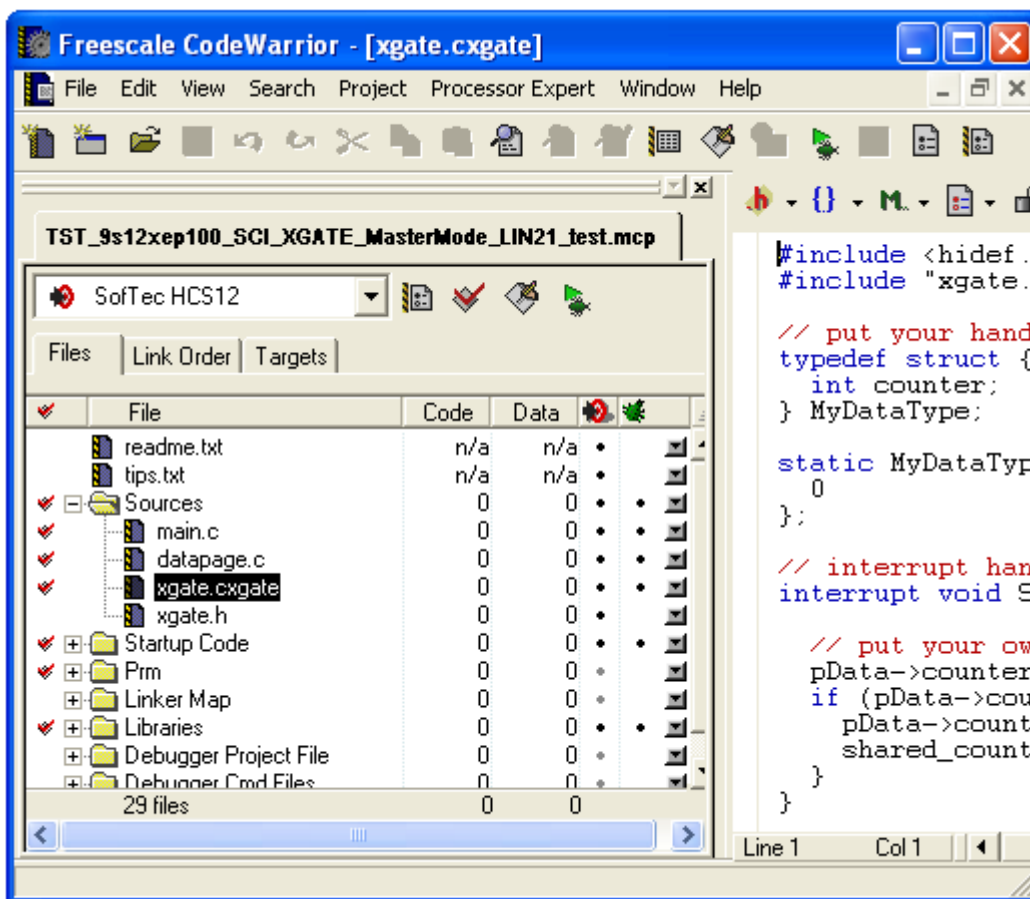 Freescale CodeWarrior - [xgate.cxgate]
File Edit View Search Project Processor Expert Window Help
TST_9s12xep100_SCI_XGATE_MasterMode_LIN21_test.mcp
SofTec HCS12
Files Link Order Targets
File Code Data
readme.txt n/a n/a
tips.txt n/a n/a
Sources 0 0
main.c 0 0
datapage.c 0 0
xgate.cxgate 0 0
xgate.h 0 0
Startup Code 0 0
Prm 0 0
Linker Map 0 0
Libraries 0 0
Debugger Project File 0 0
Debugger Cmd Files 0 0
29 files 0 0
.h {} M..
#include <hidef.
#include "xgate.
// put your hand
typedef struct {
int counter;
} MyDataType;
static MyDataTyp
0
};
// interrupt han
interrupt void S
// put your ow
pData->counter
if (pData->cou
pData->count
shared_count
}
}
Line 1 Col 1